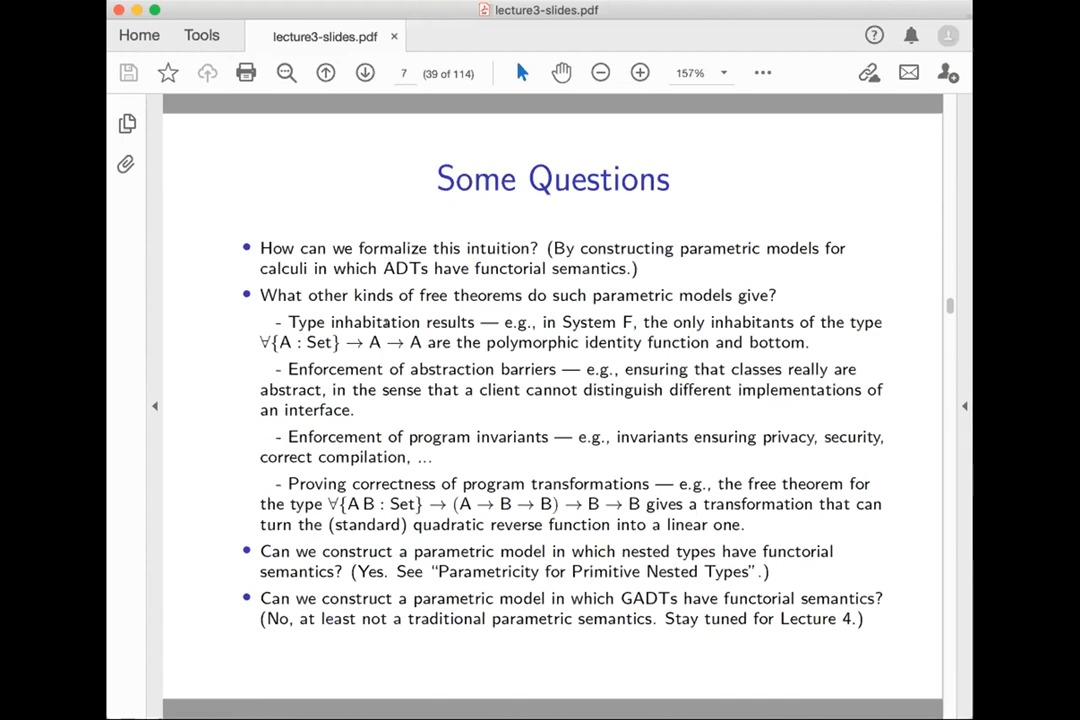 lecture3-slides.pdf
Home Tools lecture3-slides.pdf ×
7 (39 of 114) 157%
Some Questions
• How can we formalize this intuition? (By constructing parametric models for
calculi in which ADTs have functorial semantics.)
• What other kinds of free theorems do such parametric models give?
- Type inhabitation results — e.g., in System F, the only inhabitants of the type
∀{A : Set} → A → A are the polymorphic identity function and bottom.
- Enforcement of abstraction barriers — e.g., ensuring that classes really are
abstract, in the sense that a client cannot distinguish different implementations of
an interface.
- Enforcement of program invariants — e.g., invariants ensuring privacy, security,
correct compilation, ...
- Proving correctness of program transformations — e.g., the free theorem for
the type ∀{A B : Set} → (A → B → B) → B → B gives a transformation that can
turn the (standard) quadratic reverse function into a linear one.
• Can we construct a parametric model in which nested types have functorial
semantics? (Yes. See “Parametricity for Primitive Nested Types”.)
• Can we construct a parametric model in which GADTs have functorial semantics?
(No, at least not a traditional parametric semantics. Stay tuned for Lecture 4.)